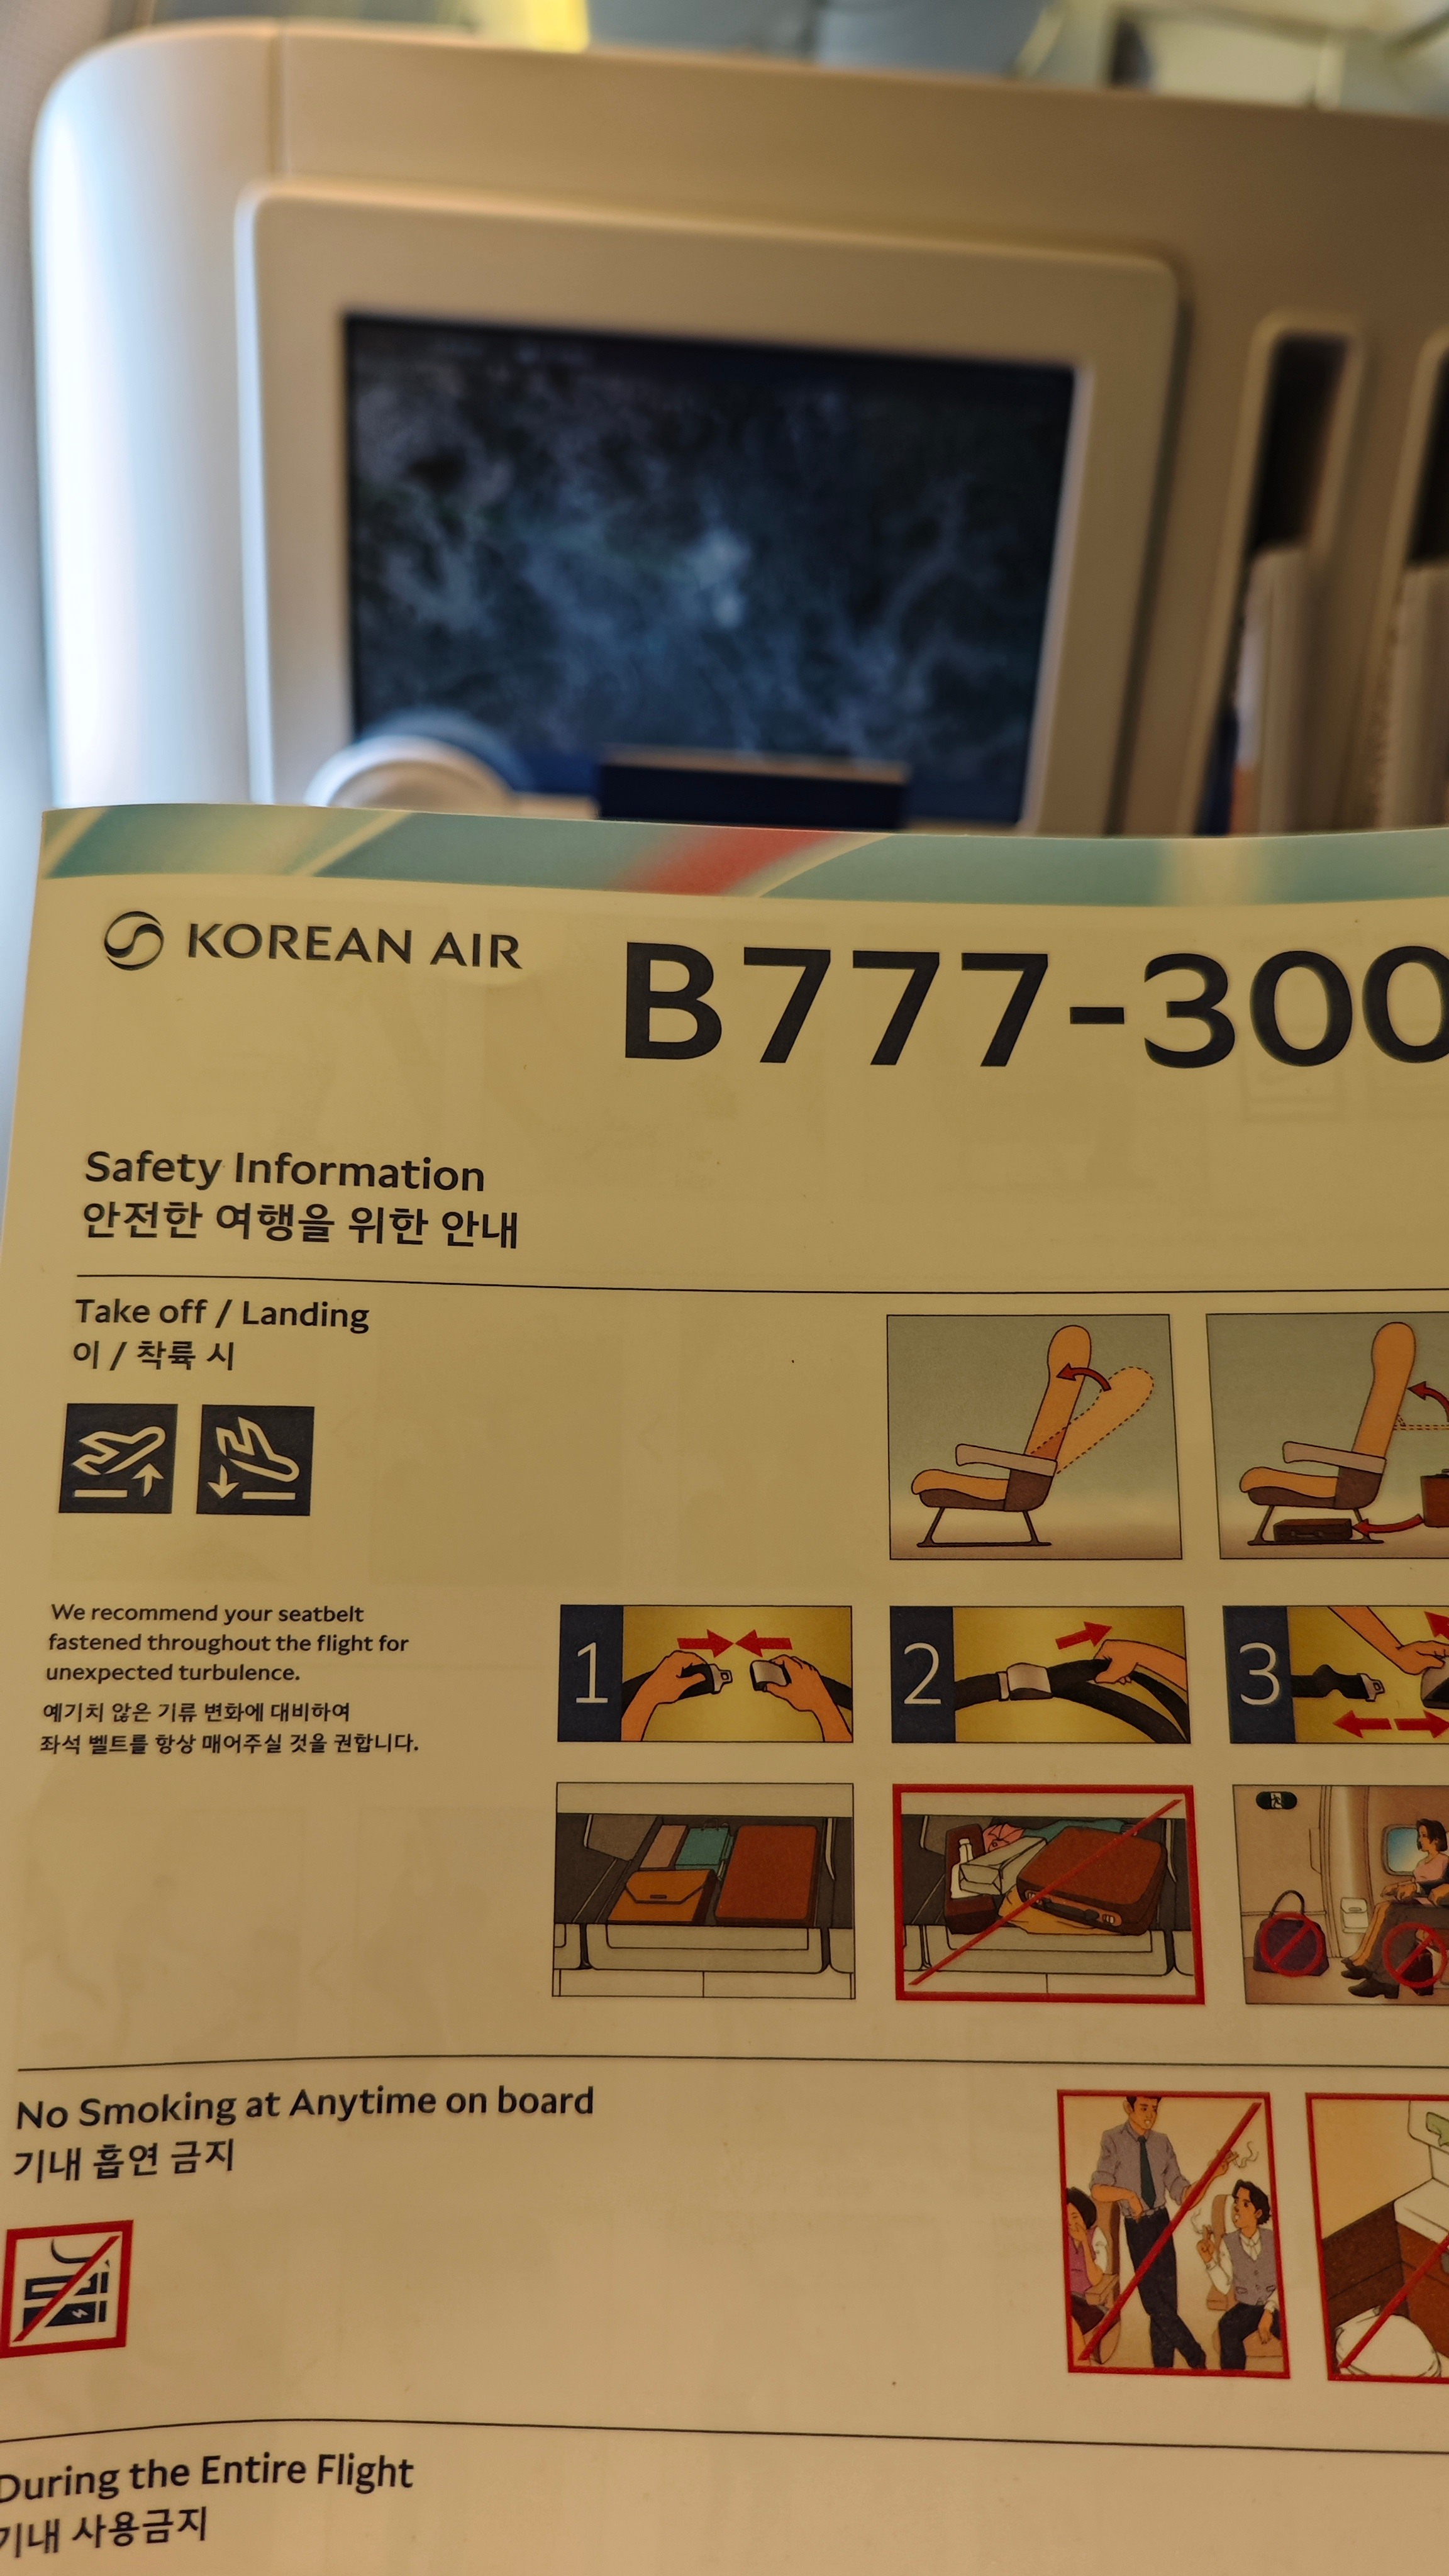 KOREAN AIR
B777-300
Safety Information
안전한 여행을 위한 안내
Take off / Landing
이 / 착륙 시
We recommend your seatbelt
fastened throughout the flight for
unexpected turbulence.
예기치 않은 기류 변화에 대비하여
좌석 벨트를 항상 매어주실 것을 권합니다.
1
2
3
No Smoking at Anytime on board
기내 흡연 금지
During the Entire Flight
기내 사용금지